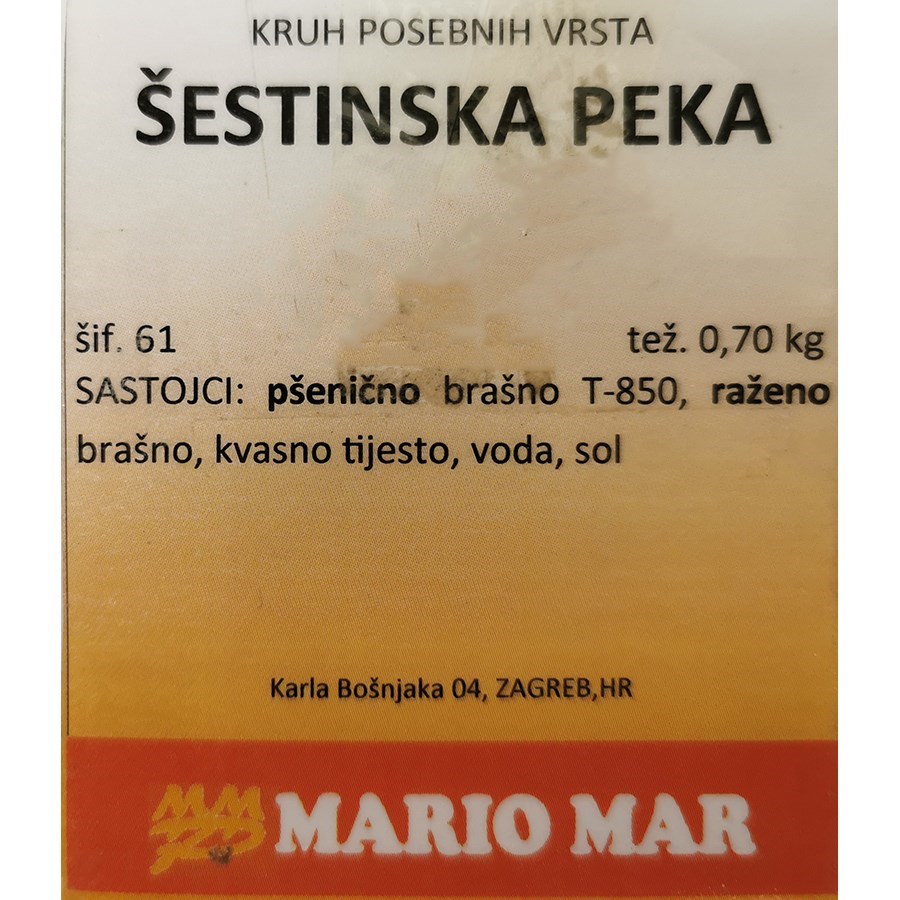 KRUH POSEBNIH VRSTA
ŠESTINSKA PEKA
šif. 61 tež. 0,70 kg
SASTOJCI: pšenično brašno T-850, raženo
brašno, kvasno tijesto, voda, sol
Karla Bošnjaka 04, ZAGREB,HR
MARIO MAR